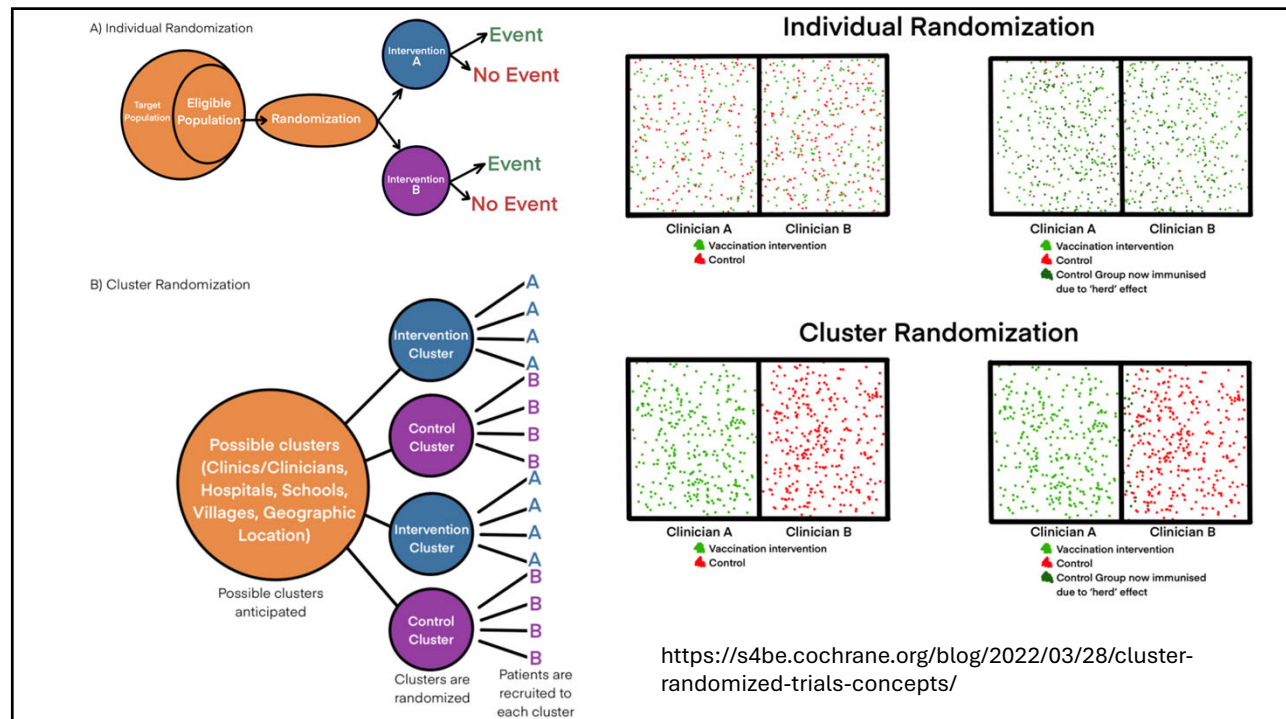 A) Individual Randomization
Target
Population
Eligible
Population
Randomization
Intervention
A
Event
No Event
Intervention
B
Event
No Event
B) Cluster Randomization
Possible clusters
(Clinics/Clinicians,
Hospitals, Schools,
Villages, Geographic
Location)
Possible clusters
anticipated
Intervention
Cluster
A
A
A
A
Control
Cluster
B
B
B
B
Intervention
Cluster
A
A
A
A
Control
Cluster
B
B
B
B
Clusters are
randomized
Patients are
recruited to
each cluster
Individual Randomization
Clinician A Clinician B
Vaccination intervention
Control
Clinician A Clinician B
Vaccination intervention
Control
Control Group now immunised
due to 'herd' effect
Cluster Randomization
Clinician A Clinician B
Vaccination intervention
Control
Clinician A Clinician B
Vaccination intervention
Control
Control Group now immunised
due to 'herd' effect
https://s4be.cochrane.org/blog/2022/03/28/cluster-
randomized-trials-concepts/